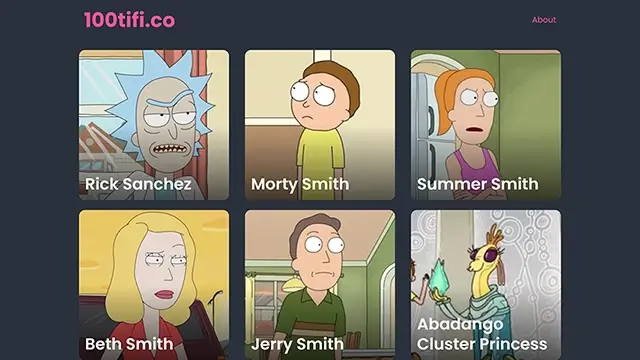 100tifi.co
About
Rick Sanchez
Morty Smith
Summer Smith
Beth Smith
Jerry Smith
Abadango
Cluster Princess